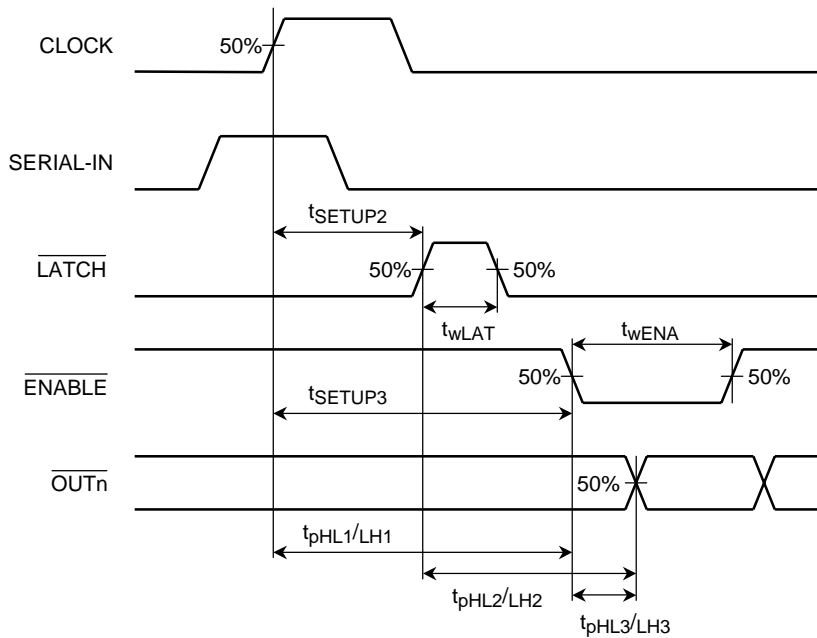 CLOCK
50%
SERIAL-IN
tSETUP2
LATCH
50%
50%
twLAT
twENA
ENABLE
50%
50%
tSETUP3
OUTn
50%
tpHL1/LH1
tpHL2/LH2
tpHL3/LH3